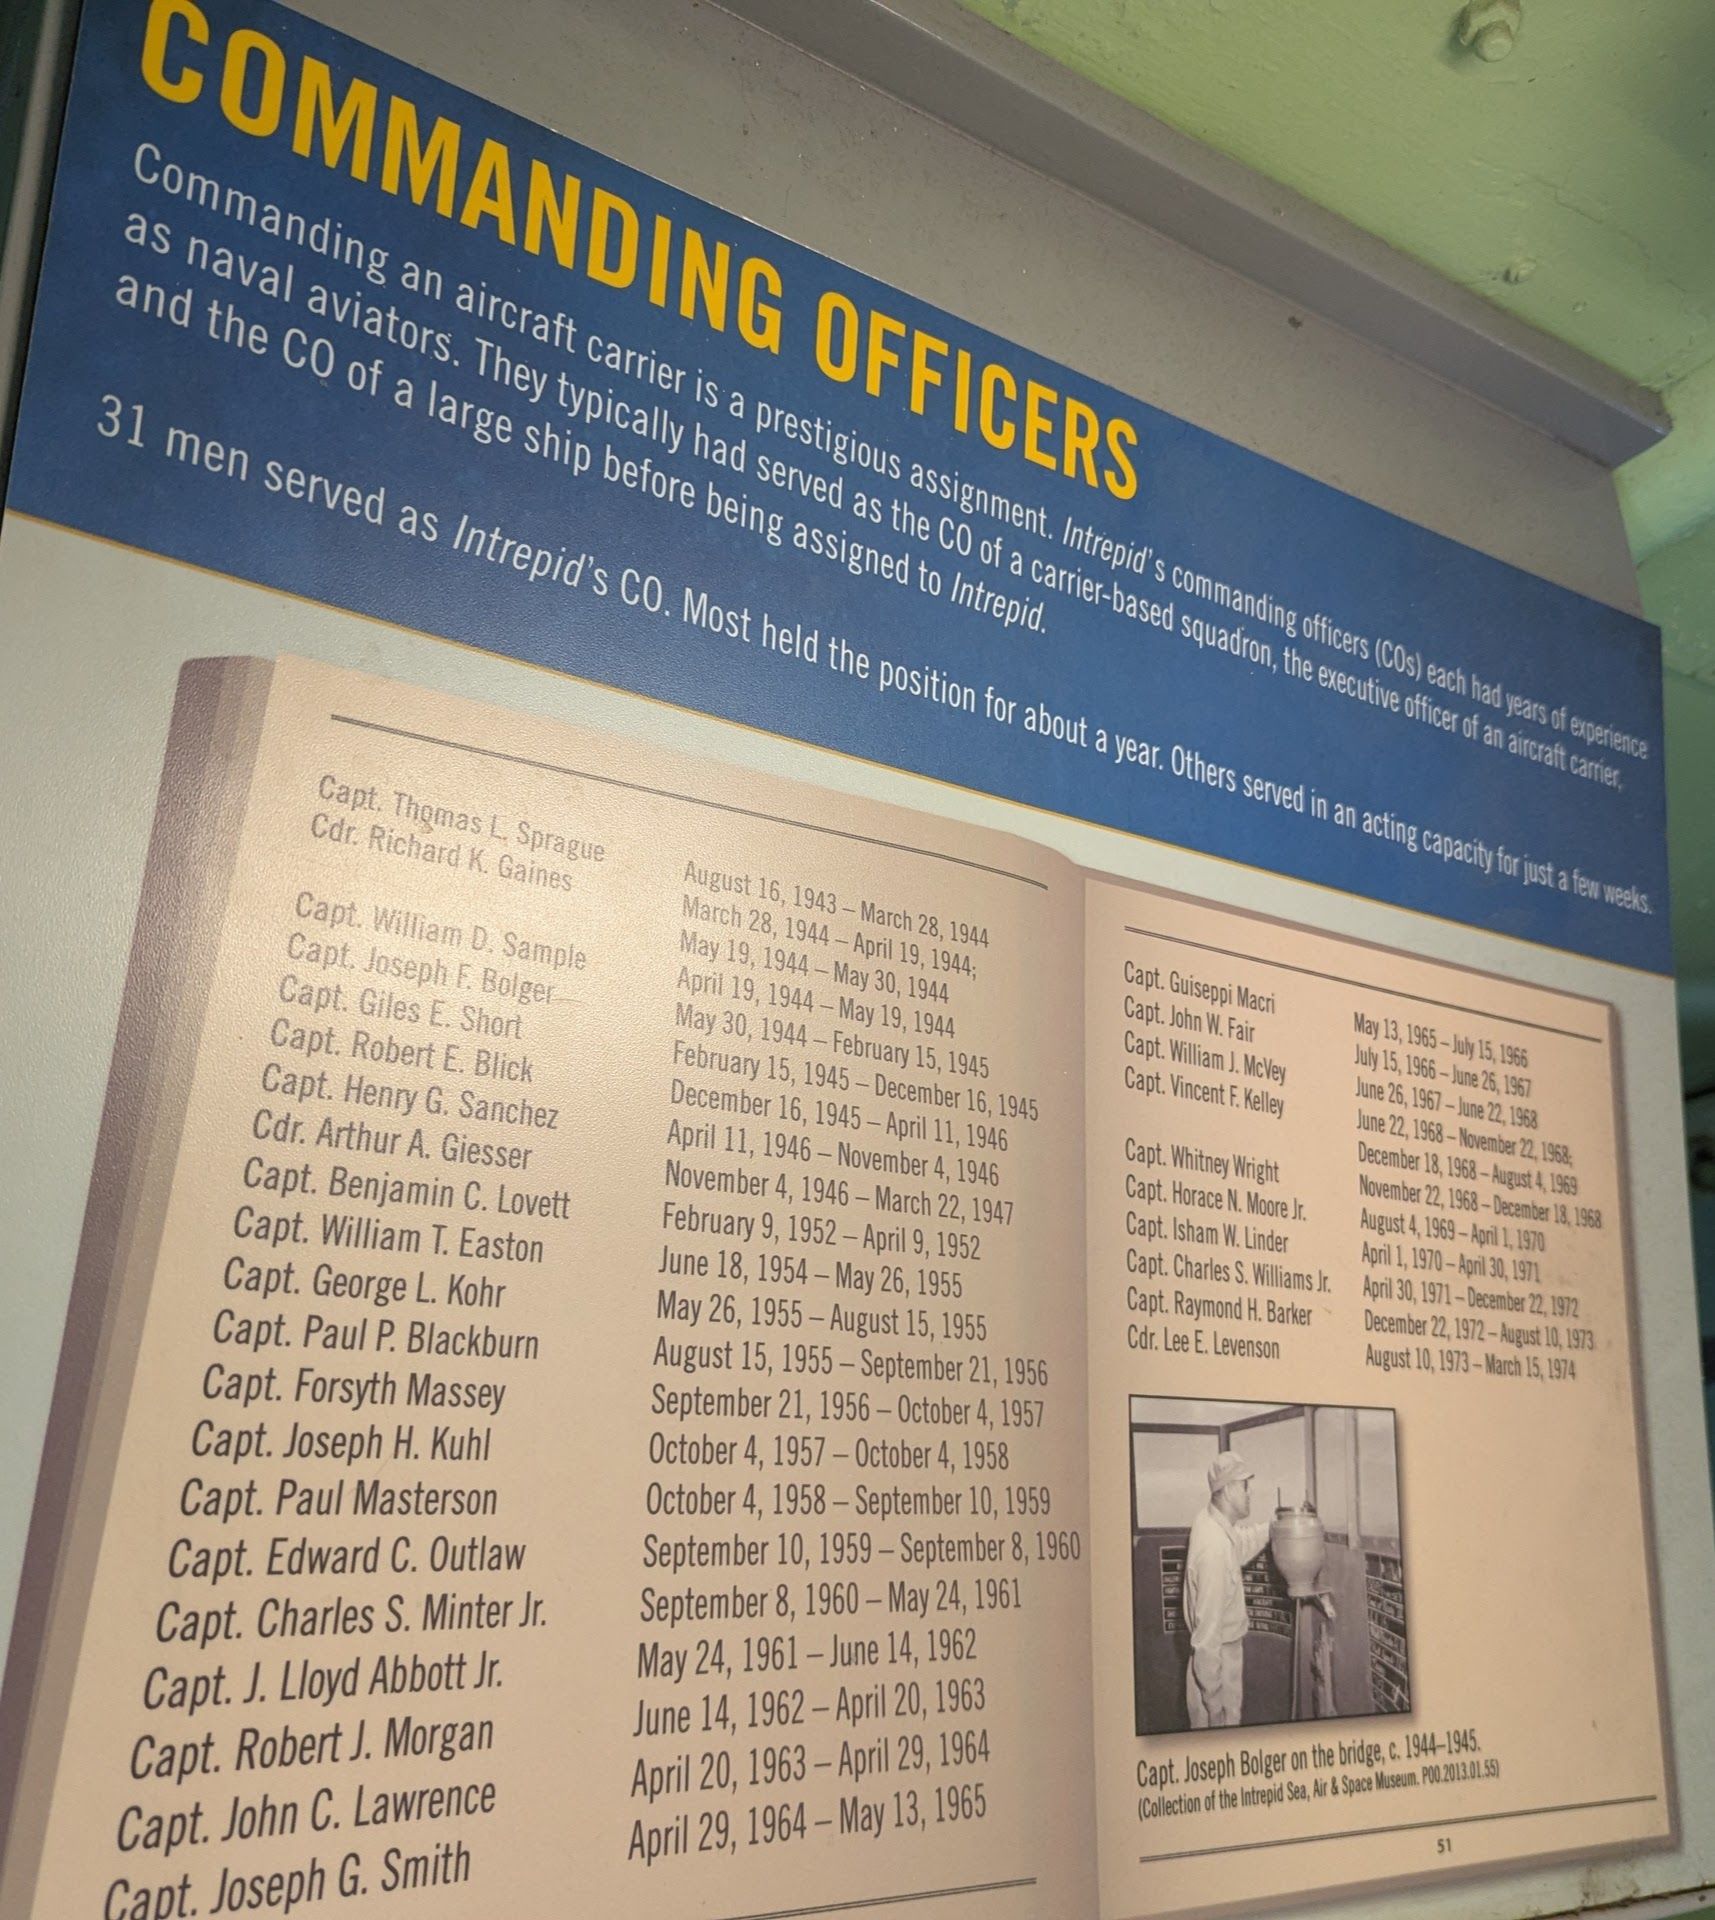 COMMANDING OFFICERS
Commanding an aircraft carrier is a prestigious assignment. Intrepid's commanding officers (COs) each had years of experience
as naval aviators. They typically had served as the CO of a carrier-based squadron, the executive officer of an aircraft carrier,
and the CO of a large ship before being assigned to Intrepid.
31 men served as Intrepid's CO. Most held the position for about a year. Others served in an acting capacity for just a few weeks.
Capt. Thomas L. Sprague August 16, 1943 – March 28, 1944
Cdr. Richard K. Gaines March 28, 1944 – April 19, 1944;
May 19, 1944 – May 30, 1944
Capt. William D. Sample April 19, 1944 – May 19, 1944
Capt. Joseph F. Bolger May 30, 1944 – February 15, 1945
Capt. Giles E. Short February 15, 1945 – December 16, 1945
Capt. Robert E. Blick December 16, 1945 – April 11, 1946
Capt. Henry G. Sanchez April 11, 1946 – November 4, 1946
Cdr. Arthur A. Giesser November 4, 1946 – March 22, 1947
Capt. Benjamin C. Lovett February 9, 1952 – April 9, 1952
Capt. William T. Easton June 18, 1954 – May 26, 1955
Capt. George L. Kohr May 26, 1955 – August 15, 1955
Capt. Paul P. Blackburn August 15, 1955 – September 21, 1956
Capt. Forsyth Massey September 21, 1956 – October 4, 1957
Capt. Joseph H. Kuhl October 4, 1957 – October 4, 1958
Capt. Paul Masterson October 4, 1958 – September 10, 1959
Capt. Edward C. Outlaw September 10, 1959 – September 8, 1960
Capt. Charles S. Minter Jr. September 8, 1960 – May 24, 1961
Capt. J. Lloyd Abbott Jr. May 24, 1961 – June 14, 1962
Capt. Robert J. Morgan June 14, 1962 – April 20, 1963
Capt. John C. Lawrence April 20, 1963 – April 29, 1964
Capt. Joseph G. Smith April 29, 1964 – May 13, 1965
Capt. Guiseppi Macri May 13, 1965 – July 15, 1966
Capt. John W. Fair July 15, 1966 – June 26, 1967
Capt. William J. McVey June 26, 1967 – June 22, 1968
Capt. Vincent F. Kelley June 22, 1968 – November 22, 1968;
December 18, 1968 – August 4, 1969
Capt. Whitney Wright November 22, 1968 – December 18, 1968
Capt. Horace N. Moore Jr. August 4, 1969 – April 1, 1970
Capt. Isham W. Linder April 1, 1970 – April 30, 1971
Capt. Charles S. Williams Jr. April 30, 1971 – December 22, 1972
Capt. Raymond H. Barker December 22, 1972 – August 10, 1973
Cdr. Lee E. Levenson August 10, 1973 – March 15, 1974
Capt. Joseph Bolger on the bridge, c. 1944–1945.
(Collection of the Intrepid Sea, Air & Space Museum. P00.2013.01.55)
51